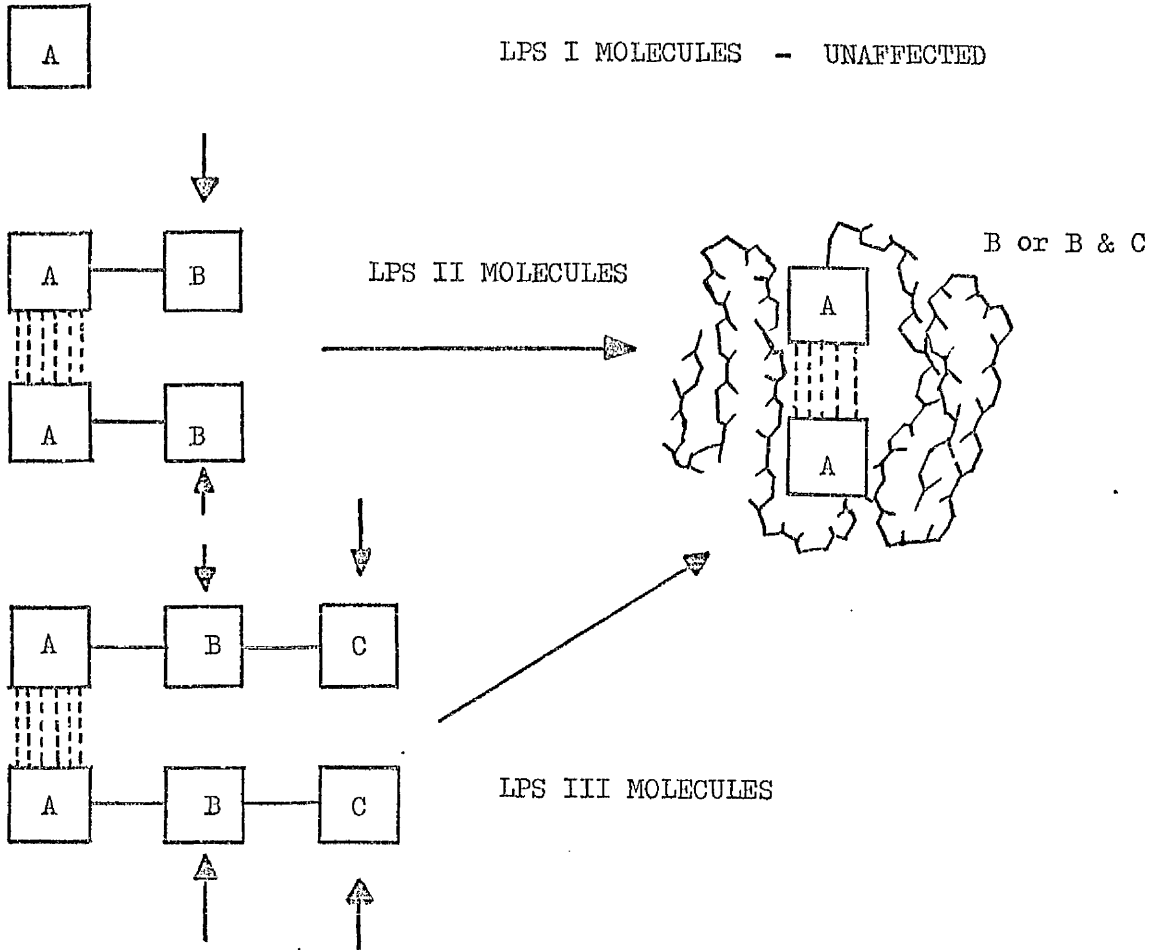 A
LPS I MOLECULES - UNAFFECTED
A B
LPS II MOLECULES
A B
B or B & C
A
A
A B C
A B C
LPS III MOLECULES